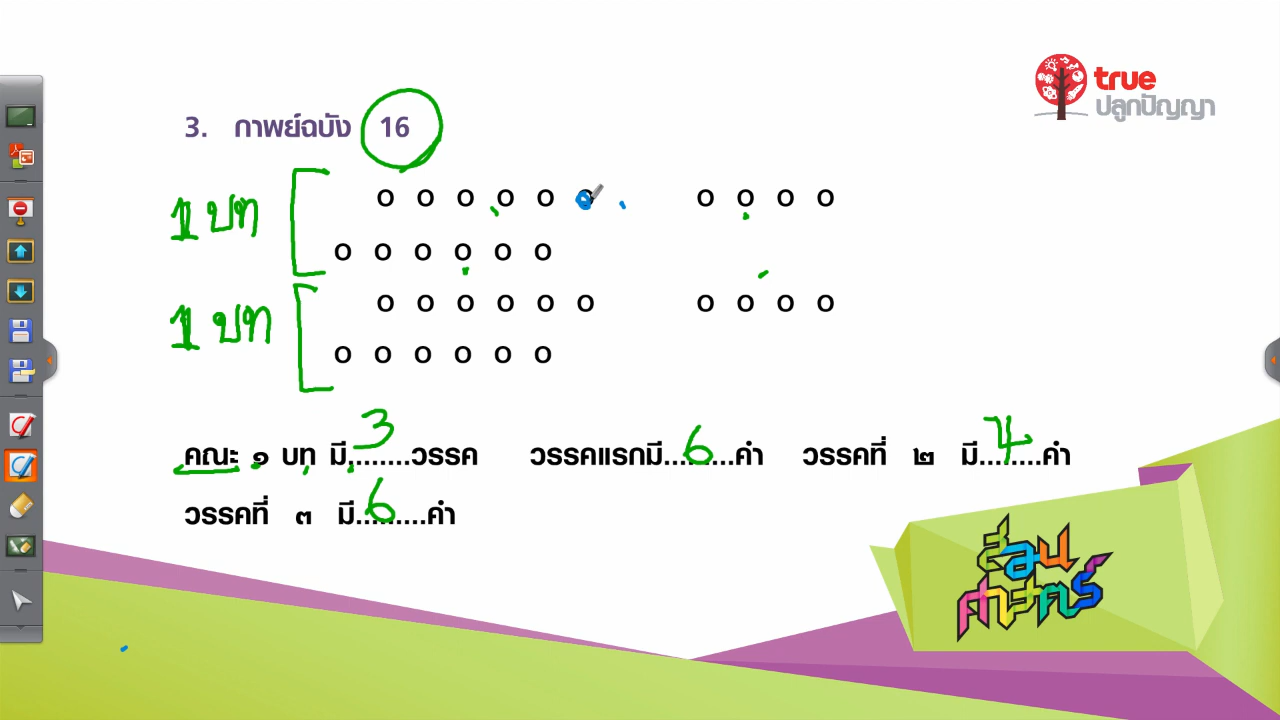 true
ปลูกปัญญา
3. กาพย์ฉบัง 16
1 บท
o o o o o o o o o o
o o o o o o
1 บท
o o o o o o o o o o
o o o o o o
คณะ ๑ บท มี...3...วรรค วรรคแรกมี...6...คำ วรรคที่ ๒ มี...4...คำ
วรรคที่ ๓ มี...6...คำ
สอน
ศาสตร์